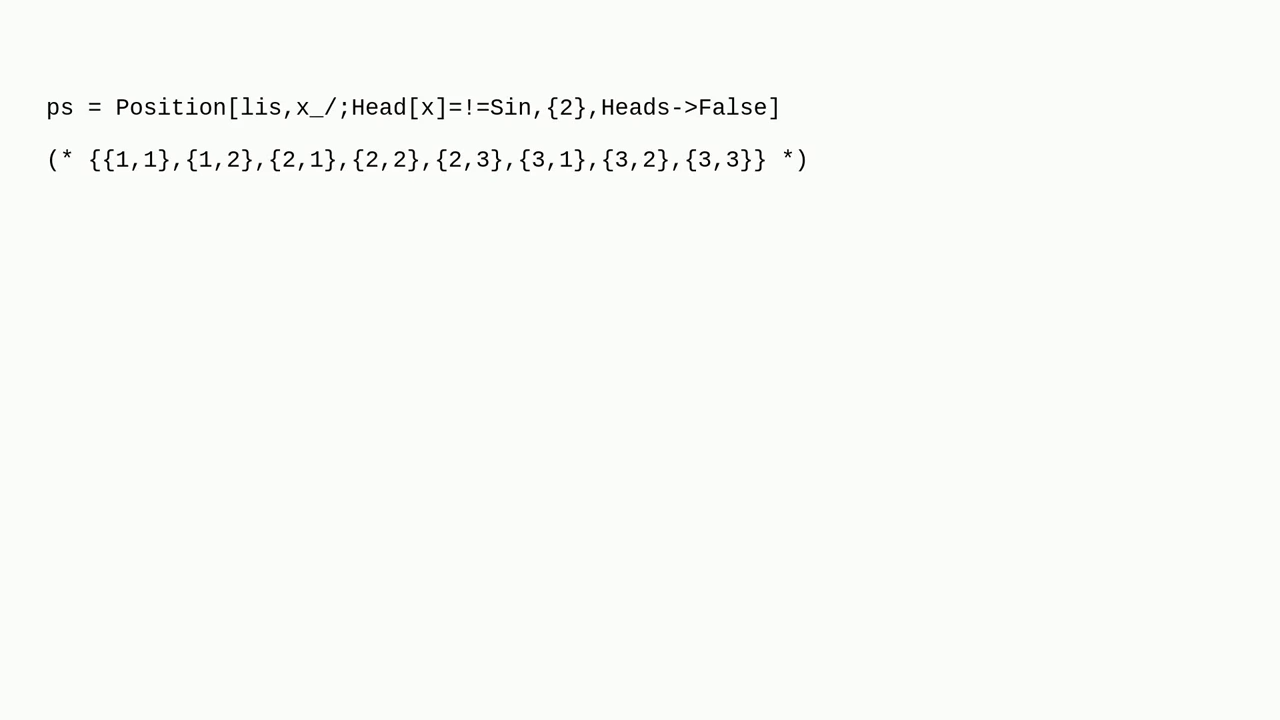 ps = Position[lis,x_/;Head[x]=!=Sin,{2},Heads->False]
(* {{1,1},{1,2},{2,1},{2,2},{2,3},{3,1},{3,2},{3,3}} *)